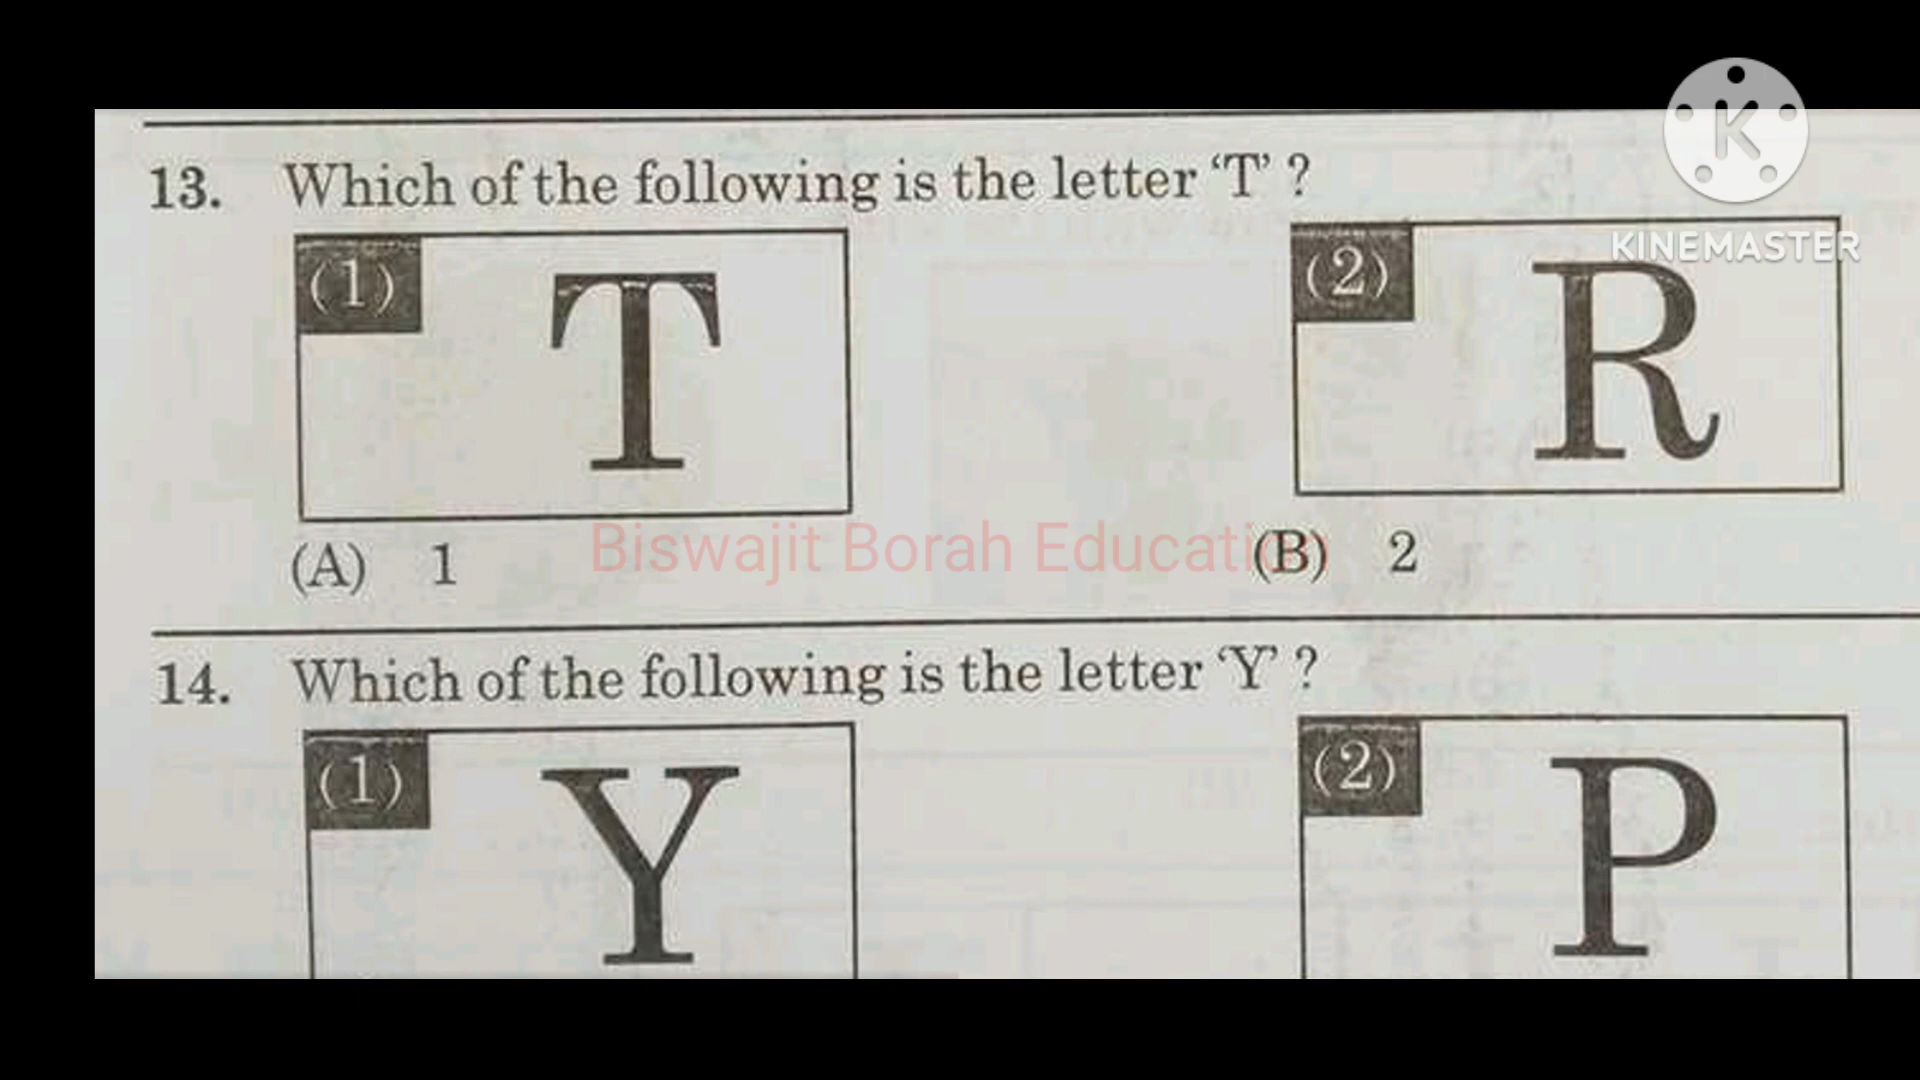 K
KINEMASTER
13. Which of the following is the letter ‘T’ ?
(1) T (2) R
(A) 1 (B) 2
Biswajit Borah Education
14. Which of the following is the letter ‘Y’ ?
(1) Y (2) P